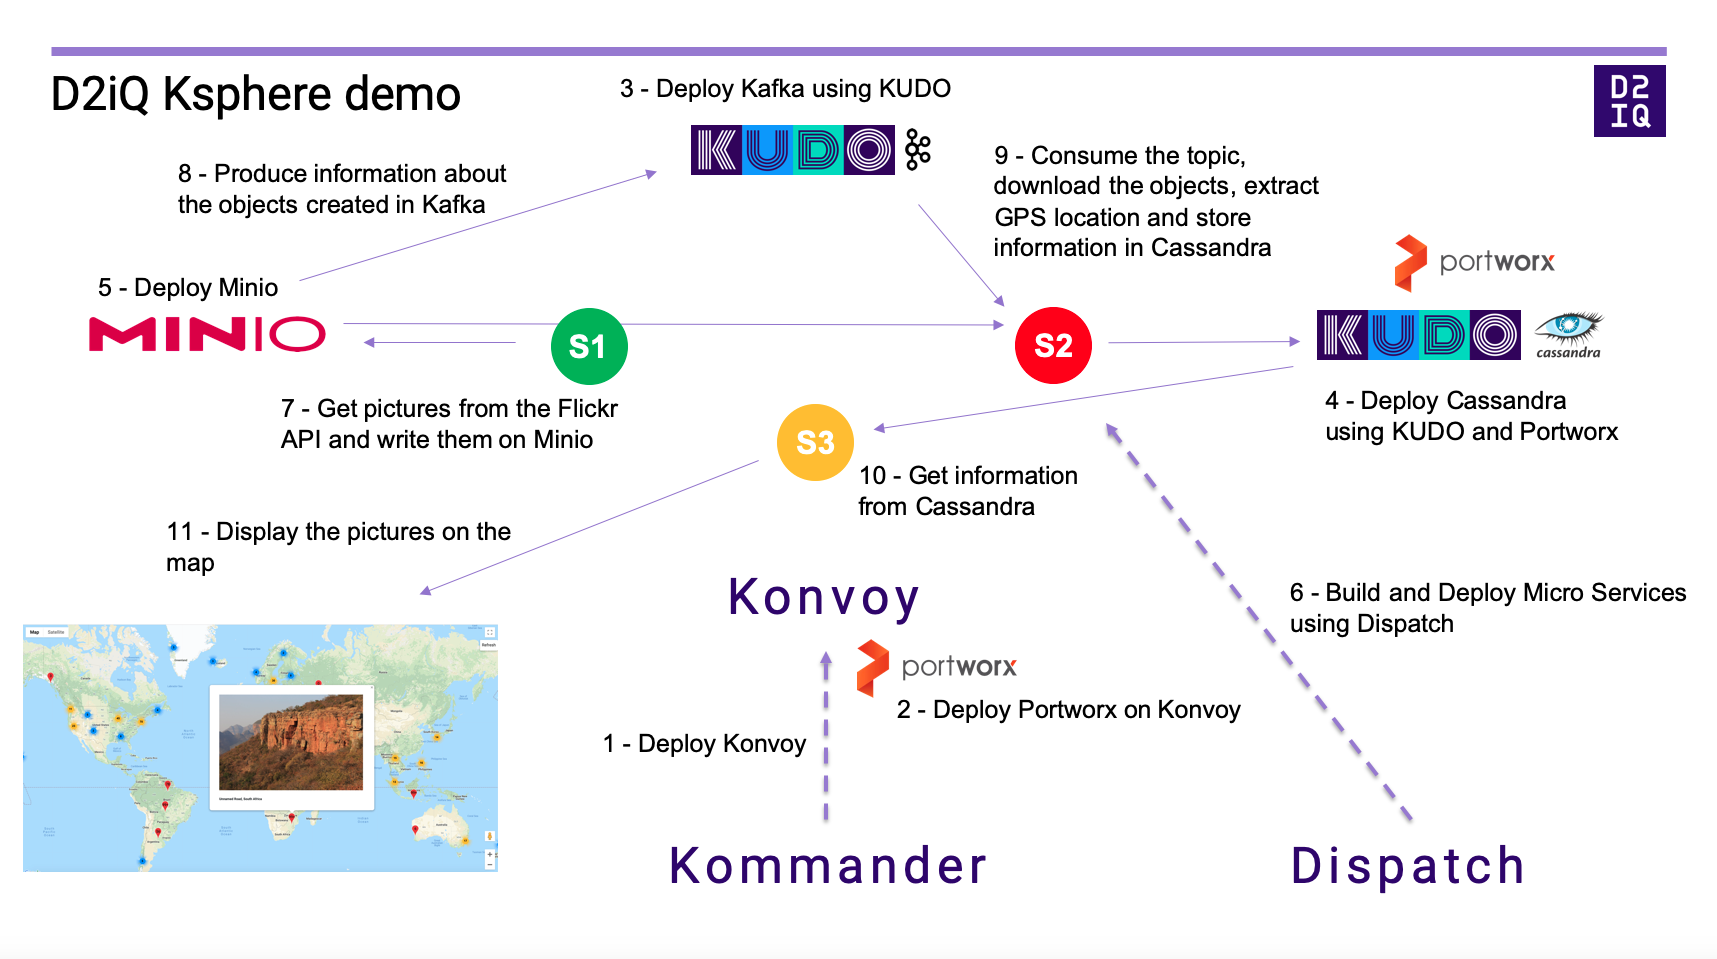 D2iQ Ksphere demo
3 - Deploy Kafka using KUDO
D2
IQ
KUDO
8 - Produce information about
the objects created in Kafka
9 - Consume the topic,
download the objects, extract
GPS location and store
information in Cassandra
portworx
5 - Deploy Minio
MINIO
S1
S2
KUDO
cassandra
7 - Get pictures from the Flickr
API and write them on Minio
4 - Deploy Cassandra
using KUDO and Portworx
S3
10 - Get information
from Cassandra
11 - Display the pictures on the
map
Konvoy
6 - Build and Deploy Micro Services
using Dispatch
Map Satellite
Refresh
portworx
2 - Deploy Portworx on Konvoy
1 - Deploy Konvoy
Kommander
Dispatch